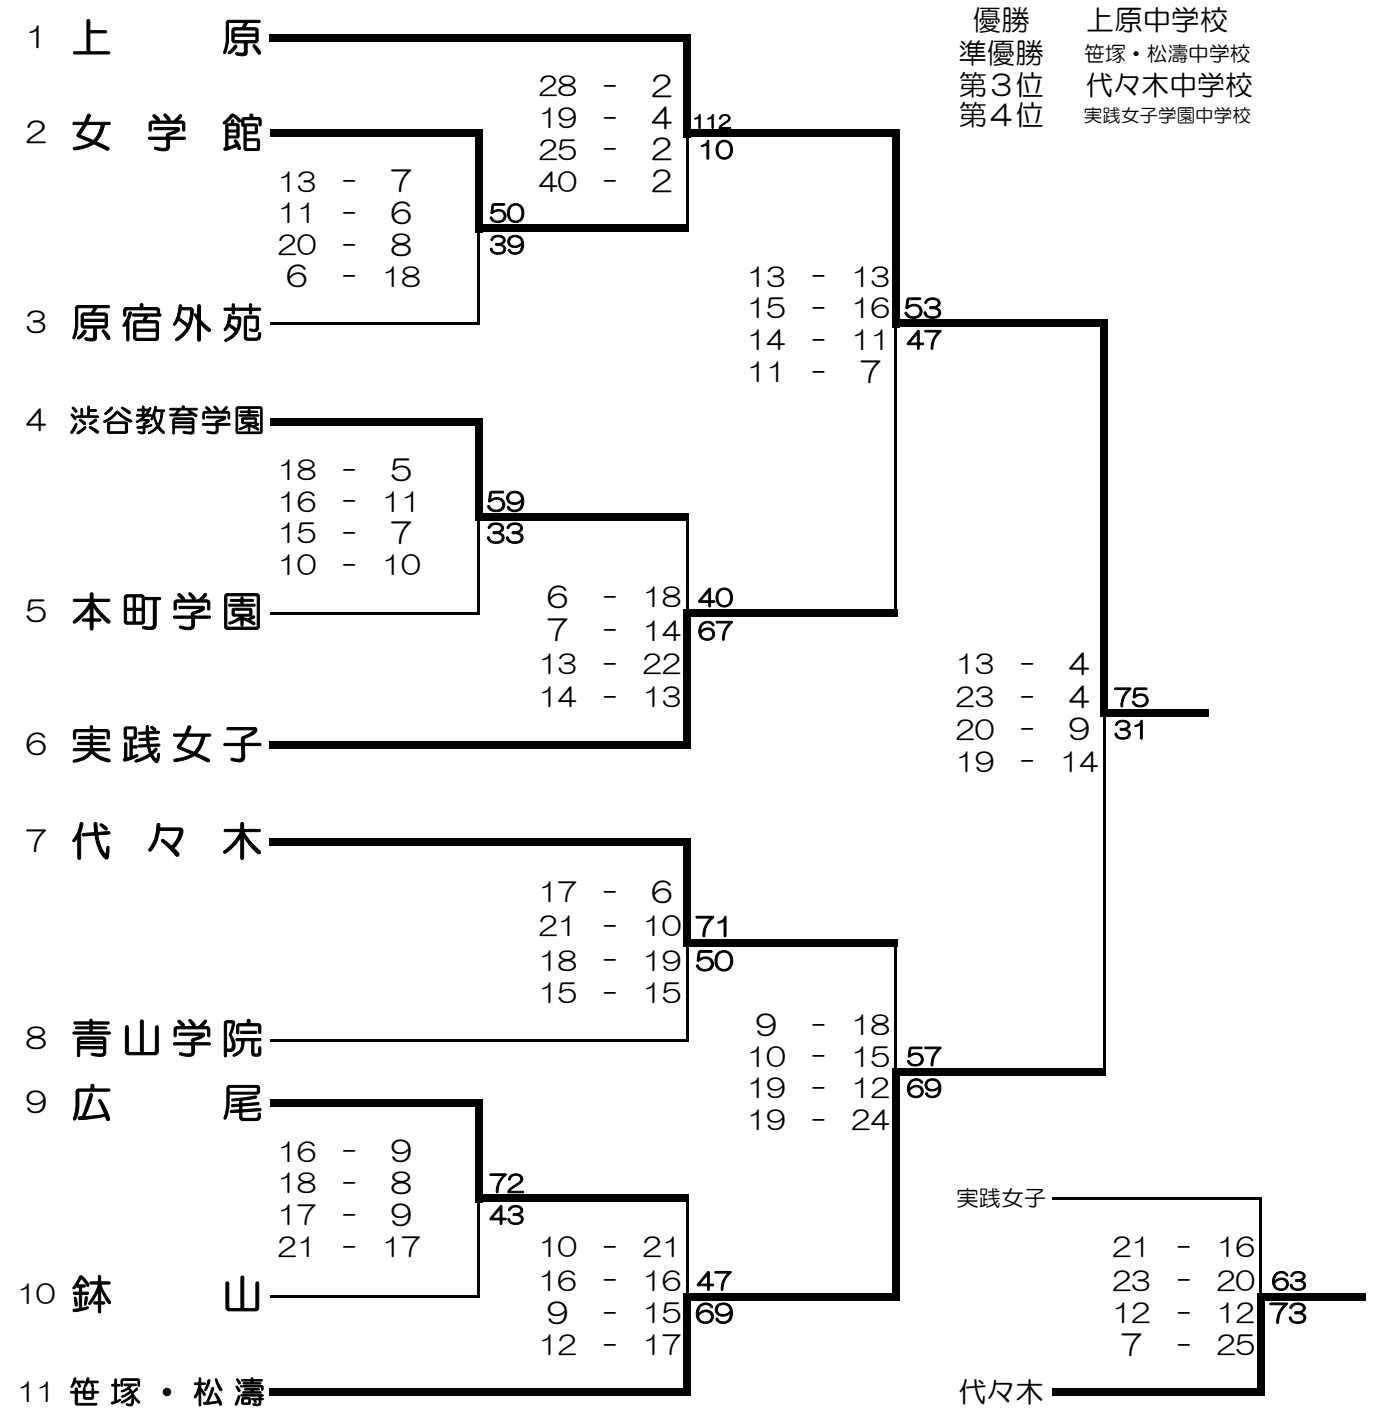 優勝 上原中学校
準優勝 笹塚・松濤中学校
第３位 代々木中学校
第４位 実践女子学園中学校
1 上原
28 - 2
19 - 4
25 - 2
40 - 2
112
10
2 女学館
13 - 7
11 - 6
20 - 8
6 - 18
50
39
3 原宿外苑
13 - 13
15 - 16
14 - 11
11 - 7
53
47
4 渋谷教育学園
18 - 5
16 - 11
15 - 7
10 - 10
59
33
5 本町学園
6 - 18
7 - 14
13 - 22
14 - 13
40
67
6 実践女子
13 - 4
23 - 4
20 - 9
19 - 14
75
31
7 代々木
17 - 6
21 - 10
18 - 19
15 - 15
71
50
8 青山学院
9 - 18
10 - 15
19 - 12
19 - 24
57
69
9 広尾
16 - 9
18 - 8
17 - 9
21 - 17
72
43
10 鉢山
10 - 21
16 - 16
9 - 15
12 - 17
47
69
11 笹塚・松濤
実践女子
21 - 16
23 - 20
12 - 12
7 - 25
63
73
代々木